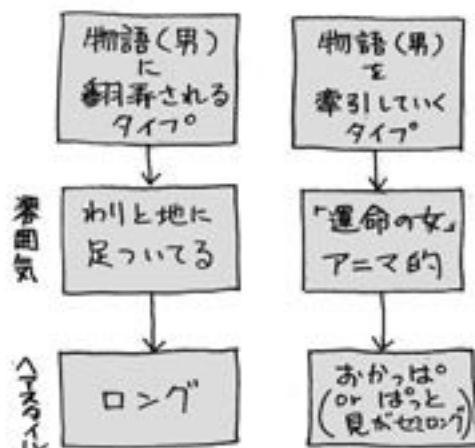 物語(男)
に
翻弄される
タイプ
物語(男)
を
牽引していく
タイプ
雰囲気
わりと地に
足ついてる
「運命の女」
アニマ的
ヘアスタイル
ロング
おかっぱ
(or ぱっと
見がセミロング)